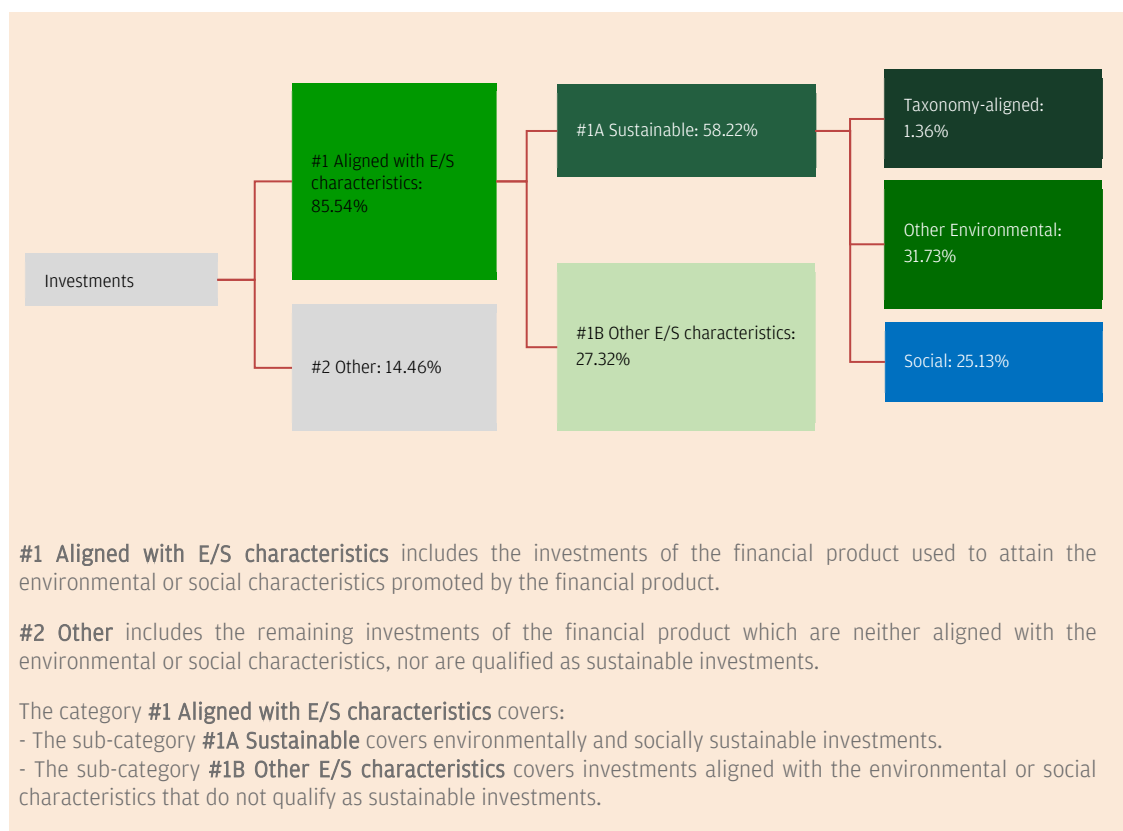 Investments
#1 Aligned with E/S
characteristics:
85.54%
#2 Other: 14.46%
#1A Sustainable: 58.22%
#1B Other E/S characteristics:
27.32%
Taxonomy-aligned:
1.36%
Other Environmental:
31.73%
Social: 25.13%
#1 Aligned with E/S characteristics includes the investments of the financial product used to attain the
environmental or social characteristics promoted by the financial product.
#2 Other includes the remaining investments of the financial product which are neither aligned with the
environmental or social characteristics, nor are qualified as sustainable investments.
The category #1 Aligned with E/S characteristics covers:
- The sub-category #1A Sustainable covers environmentally and socially sustainable investments.
- The sub-category #1B Other E/S characteristics covers investments aligned with the environmental or social
characteristics that do not qualify as sustainable investments.